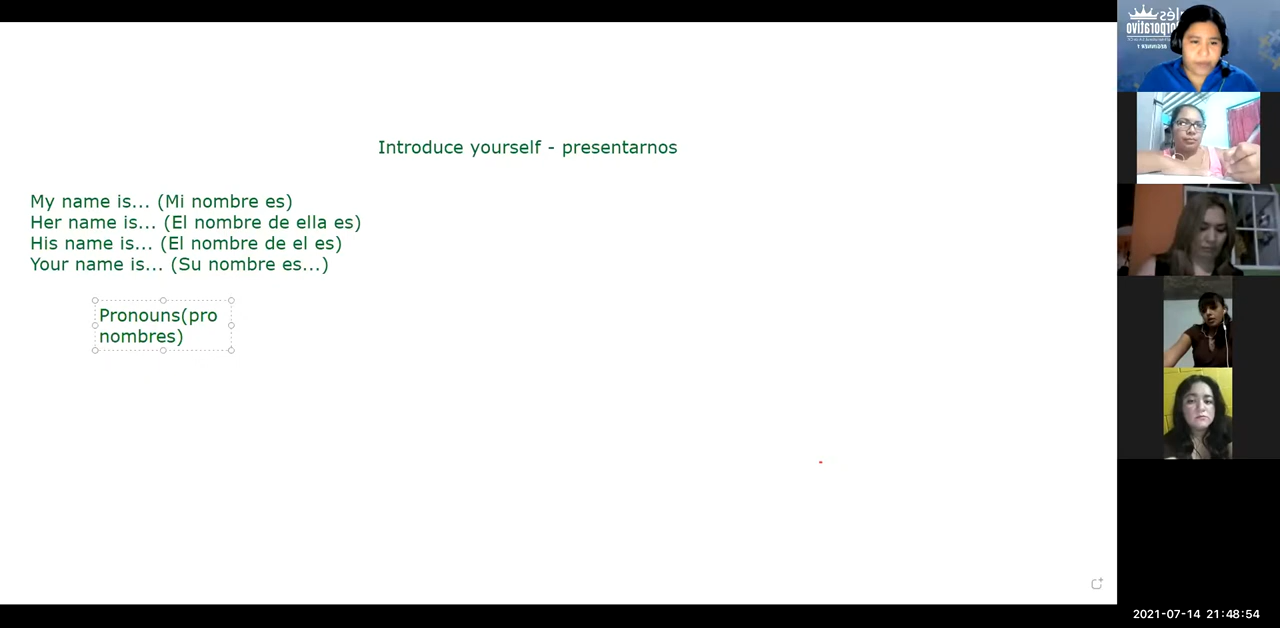 Introduce yourself - presentarnos
My name is... (Mi nombre es)
Her name is... (El nombre de ella es)
His name is... (El nombre de el es)
Your name is... (Su nombre es...)
Pronouns(pro
nombres)
2021-07-14 21:48:54